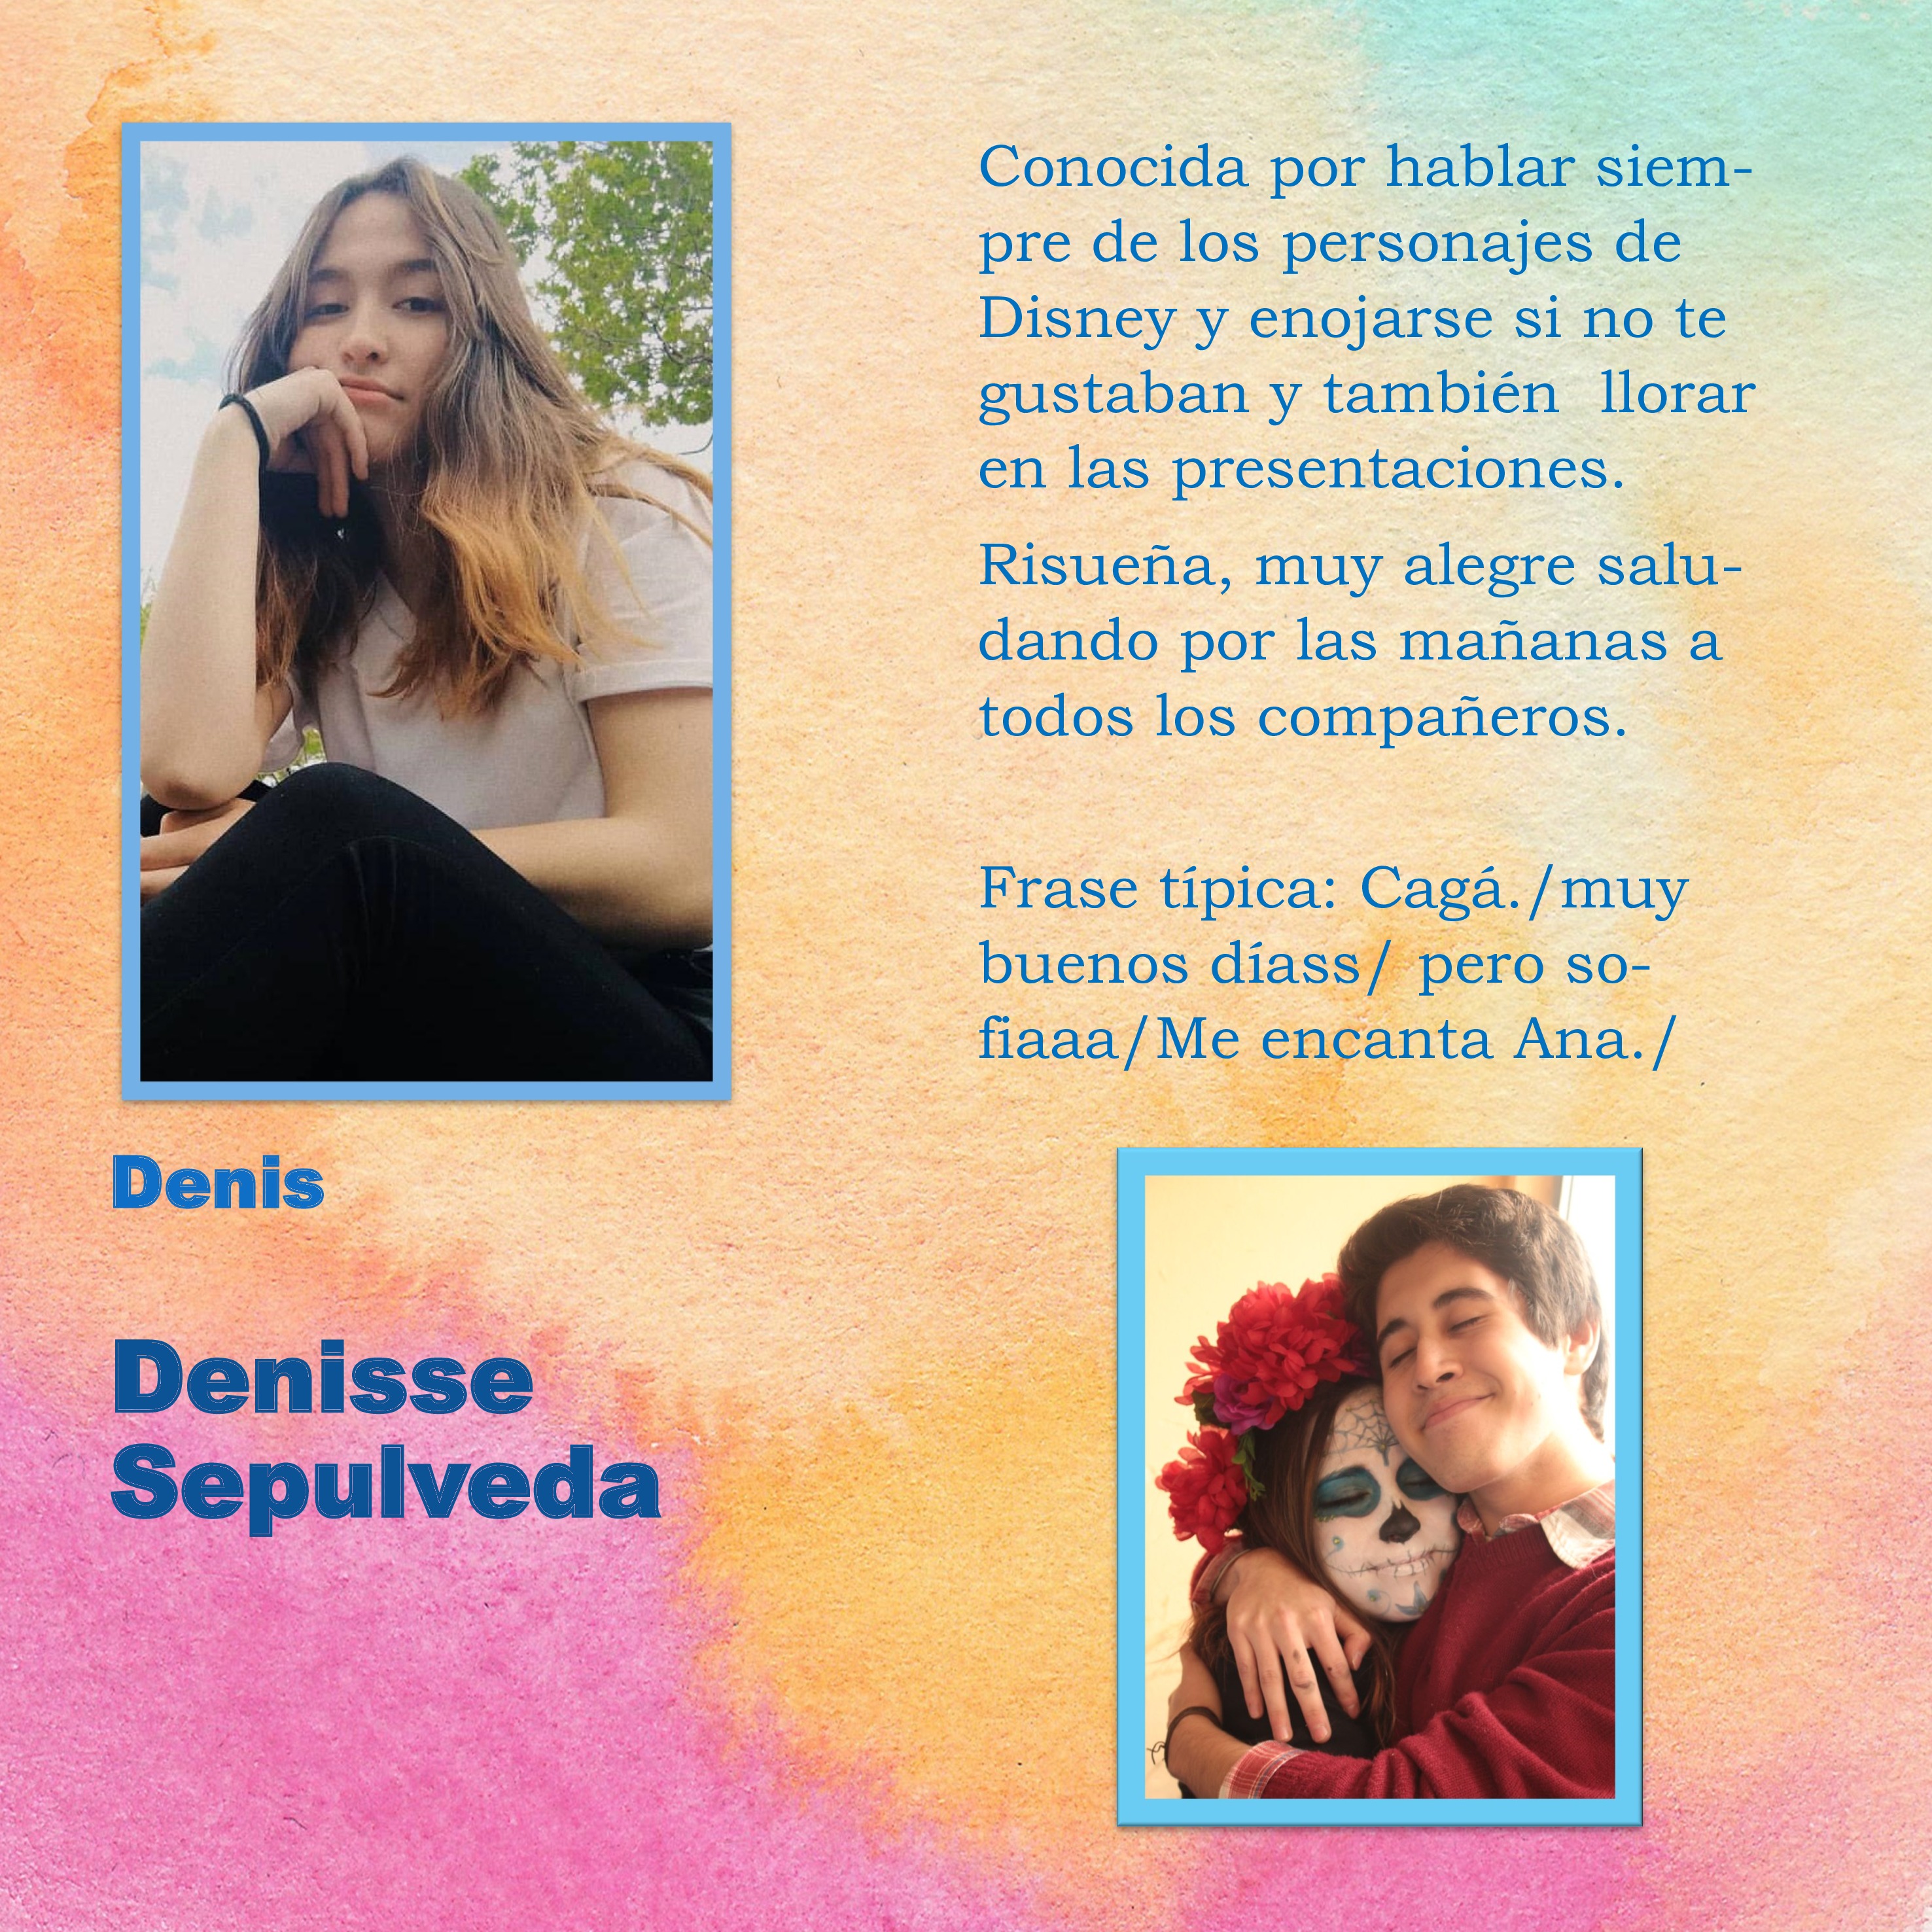 Conocida por hablar siem-
pre de los personajes de
Disney y enojarse si no te
gustaban y también  llorar
en las presentaciones.
Risueña, muy alegre salu-
dando por las mañanas a
todos los compañeros.
Frase típica: Cagá./muy
buenos díass/ pero so-
fiaaa/Me encanta Ana./
Denis
Denisse
Sepulveda